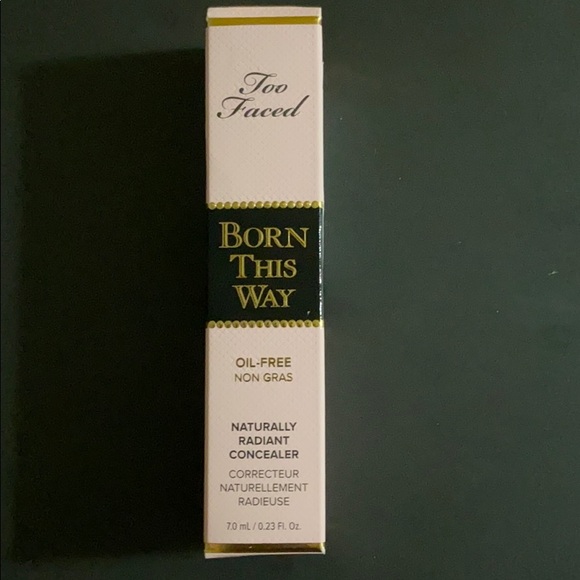 Too
Faced
BORN
THIS
WAY
OIL-FREE
NON GRAS
NATURALLY
RADIANT
CONCEALER
CORRECTEUR
NATURELLEMENT
RADIEUSE
7.0 mL / 0.23 Fl. Oz.